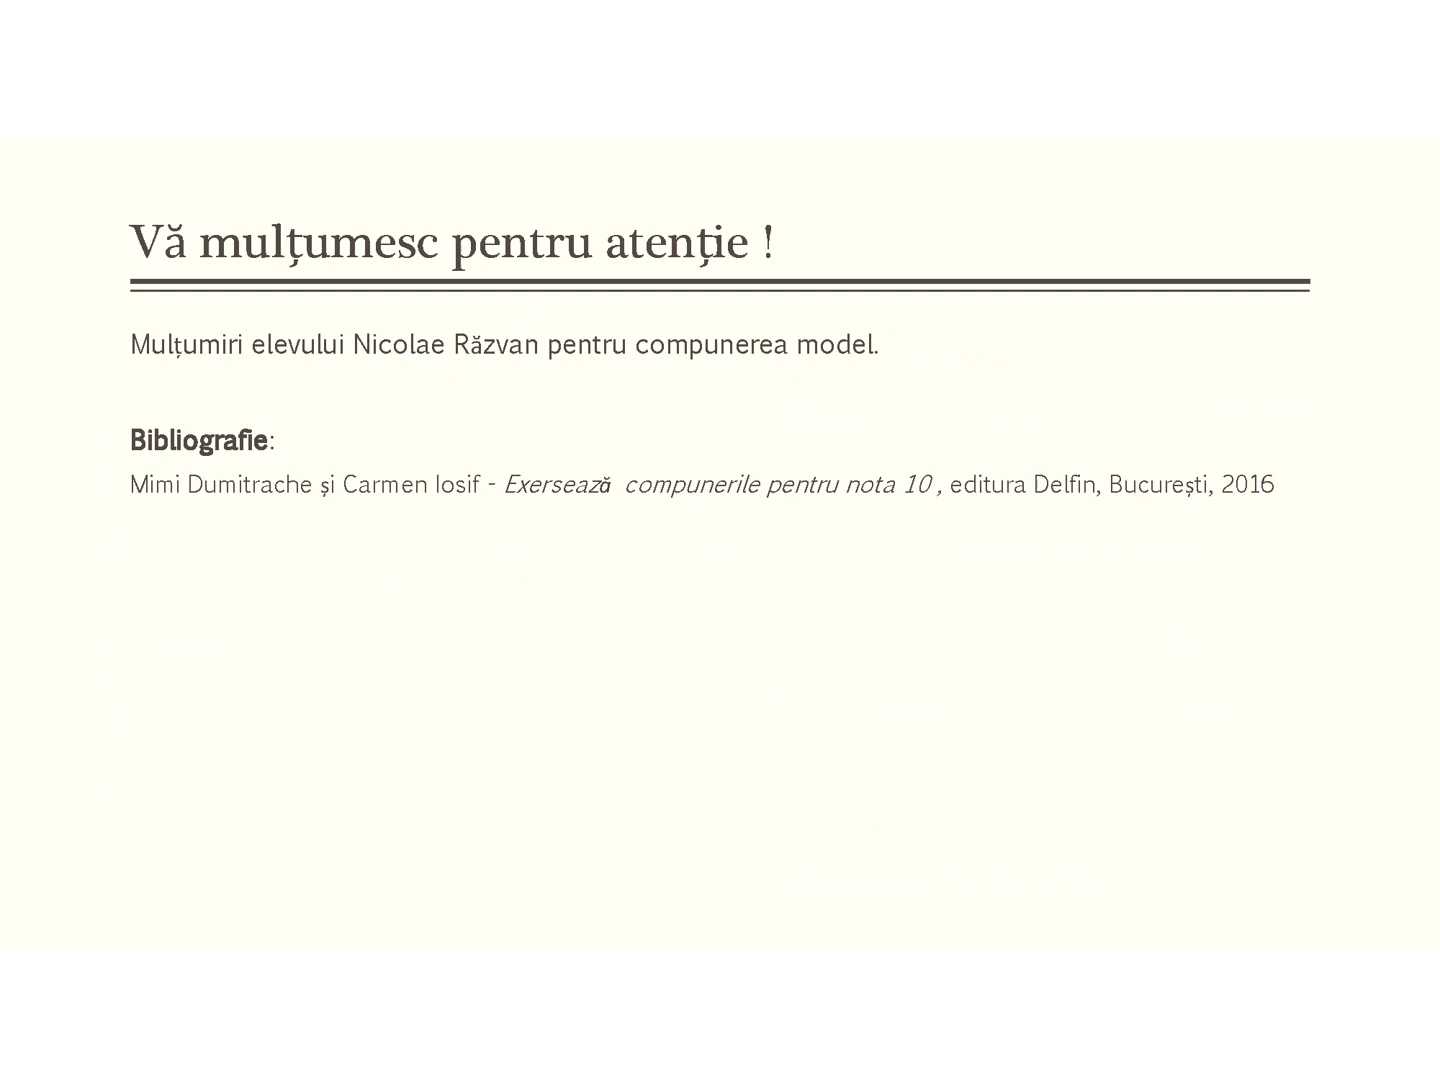 Vă mulțumesc pentru atenție !
Mulțumiri elevului Nicolae Răzvan pentru compunerea model.
Bibliografie:
Mimi Dumitrache și Carmen Iosif - Exersează compunerile pentru nota 10 , editura Delfin, București, 2016